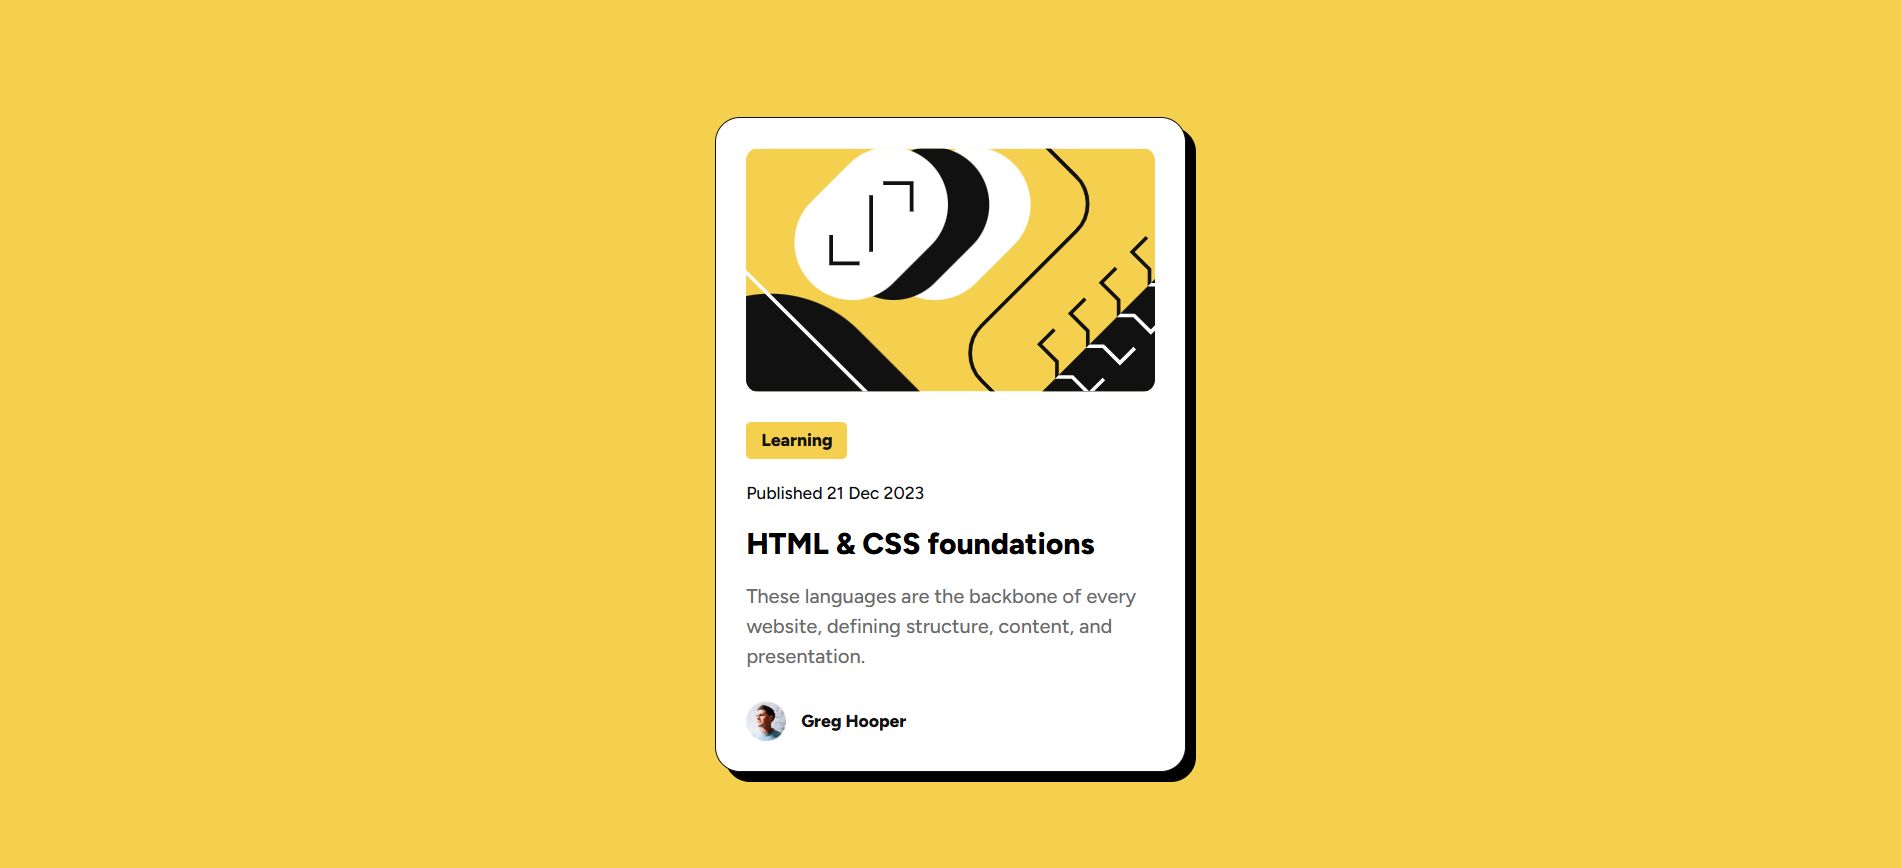 Learning
Published 21 Dec 2023
HTML & CSS foundations
These languages are the backbone of every
website, defining structure, content, and
presentation.
Greg Hooper